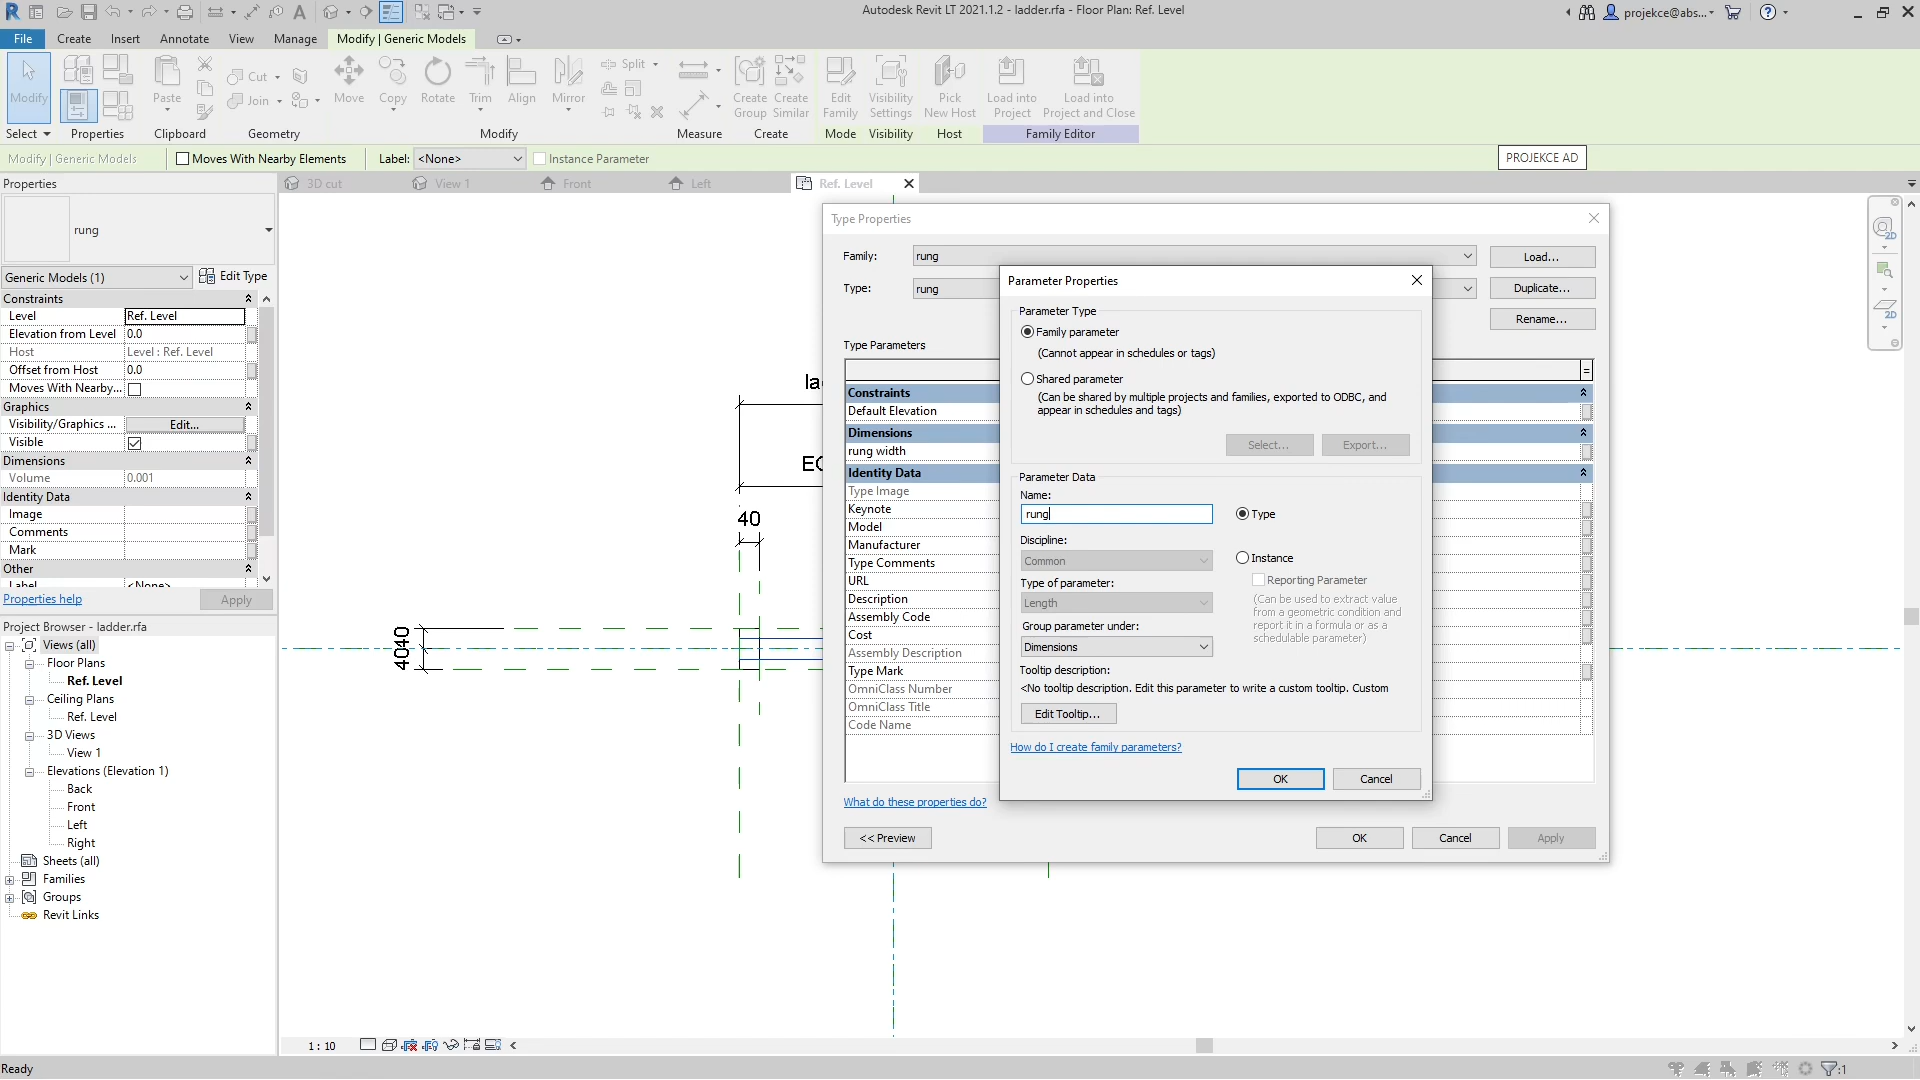 Autodesk Revit LT 2021.1.2 - ladder.rfa - Floor Plan: Ref. Level
projekce@abs...
File Create Insert Annotate View Manage Modify | Generic Models
Modify
Paste
Cut
Join
Move
Copy
Rotate
Trim
Align
Mirror
Split
Create Group
Create Similar
Edit Family
Visibility Settings
Pick New Host
Load into Project
Load into Project and Close
Select Properties Clipboard Geometry Modify Measure Create Mode Visibility Host Family Editor
Modify | Generic Models Moves With Nearby Elements Label: <None> Instance Parameter
PROJEKCE AD
Properties
3D cut View 1 Front Left Ref. Level
rung
Generic Models (1) Edit Type
Constraints
Level Ref. Level
Elevation from Level 0.0
Host Level : Ref. Level
Offset from Host 0.0
Moves With Nearby...
Graphics
Visibility/Graphics ... Edit...
Visible
Dimensions
Volume 0.001
Identity Data
Image
Comments
Mark
Other
Label <None>
Properties help Apply
Project Browser - ladder.rfa
Views (all)
Floor Plans
Ref. Level
Ceiling Plans
Ref. Level
3D Views
View 1
Elevations (Elevation 1)
Back
Front
Left
Right
Sheets (all)
Families
Groups
Revit Links
la
EQ
40
40 40
Type Properties
Family: rung Load...
Type: rung Duplicate...
Rename...
Type Parameters
=
Constraints
Default Elevation
Dimensions
rung width
Identity Data
Type Image
Keynote
Model
Manufacturer
Type Comments
URL
Description
Assembly Code
Cost
Assembly Description
Type Mark
OmniClass Number
OmniClass Title
Code Name
What do these properties do?
<< Preview OK Cancel Apply
Parameter Properties
Parameter Type
Family parameter
(Cannot appear in schedules or tags)
Shared parameter
(Can be shared by multiple projects and families, exported to ODBC, and
appear in schedules and tags)
Select... Export...
Parameter Data
Name:
rung Type
Discipline:
Common Instance
Type of parameter: Reporting Parameter
Length
(Can be used to extract value
from a geometric condition and
report it in a formula or as a
schedulable parameter)
Group parameter under:
Dimensions
Tooltip description:
<No tooltip description. Edit this parameter to write a custom tooltip. Custom
Edit Tooltip...
How do I create family parameters?
OK Cancel
2D
2D
1 : 10
Ready
:1